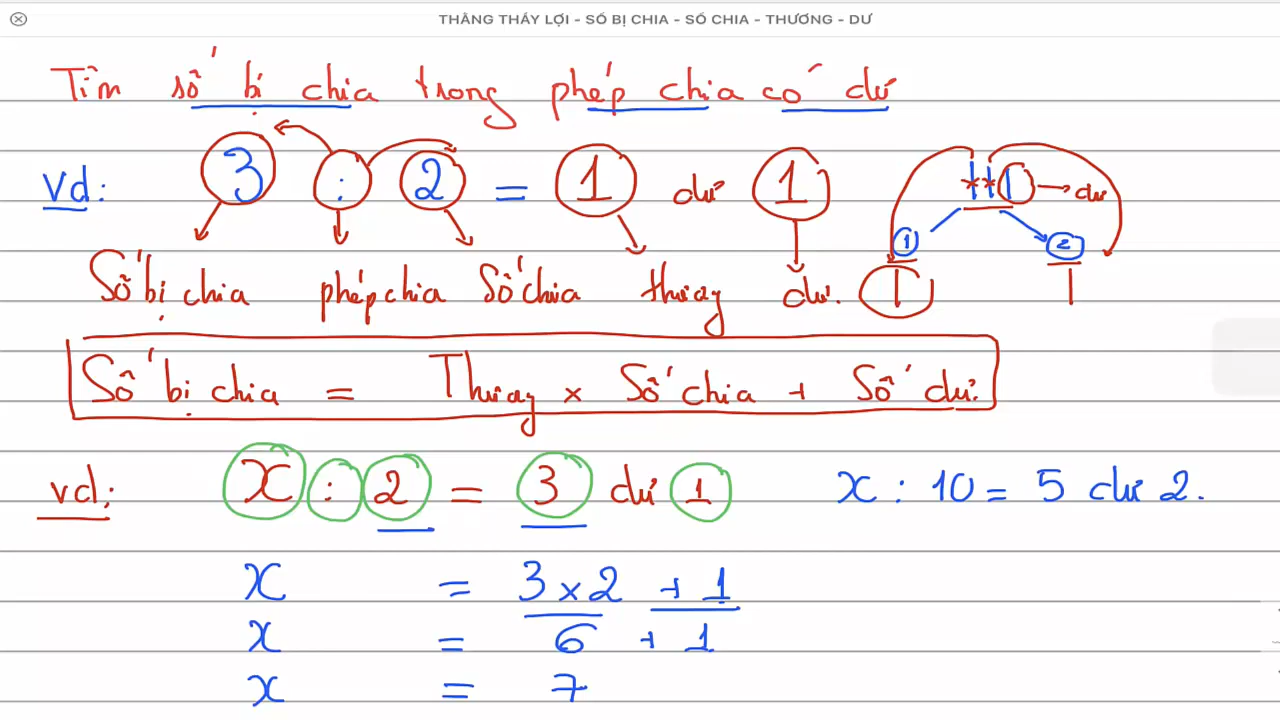 THẮNG THẦY LỢI - SỐ BỊ CHIA - SỐ CHIA - THƯƠNG - DƯ
Tìm số bị chia trong phép chia có dư
Vd: 3 : 2 = 1 dư 1
**1 → dư
1 2
Số bị chia phép chia Số chia thương dư. 1 1
Số bị chia = Thương x Số chia + Số dư.
vd: x : 2 = 3 dư 1 x : 10 = 5 dư 2.
x = 3 x 2 + 1
x = 6 + 1
x = 7